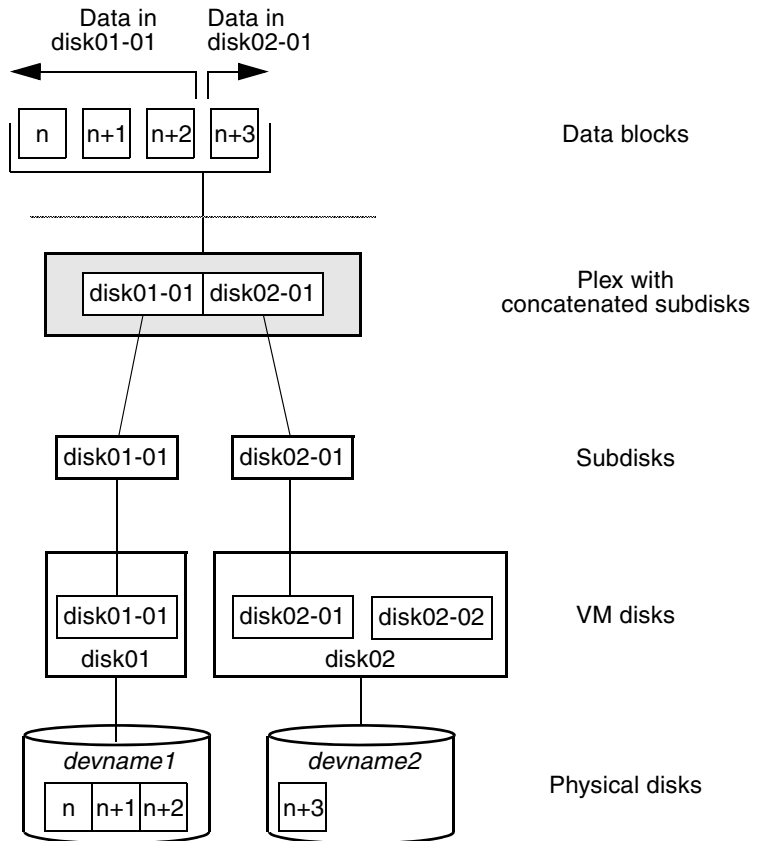 Data in
disk01-01
Data in
disk02-01
n
n+1
n+2
n+3
Data blocks
disk01-01
disk02-01
Plex with
concatenated subdisks
disk01-01
disk02-01
Subdisks
disk01-01
disk02-01
disk02-02
VM disks
disk01
disk02
devname1
devname2
Physical disks
n
n+1
n+2
n+3